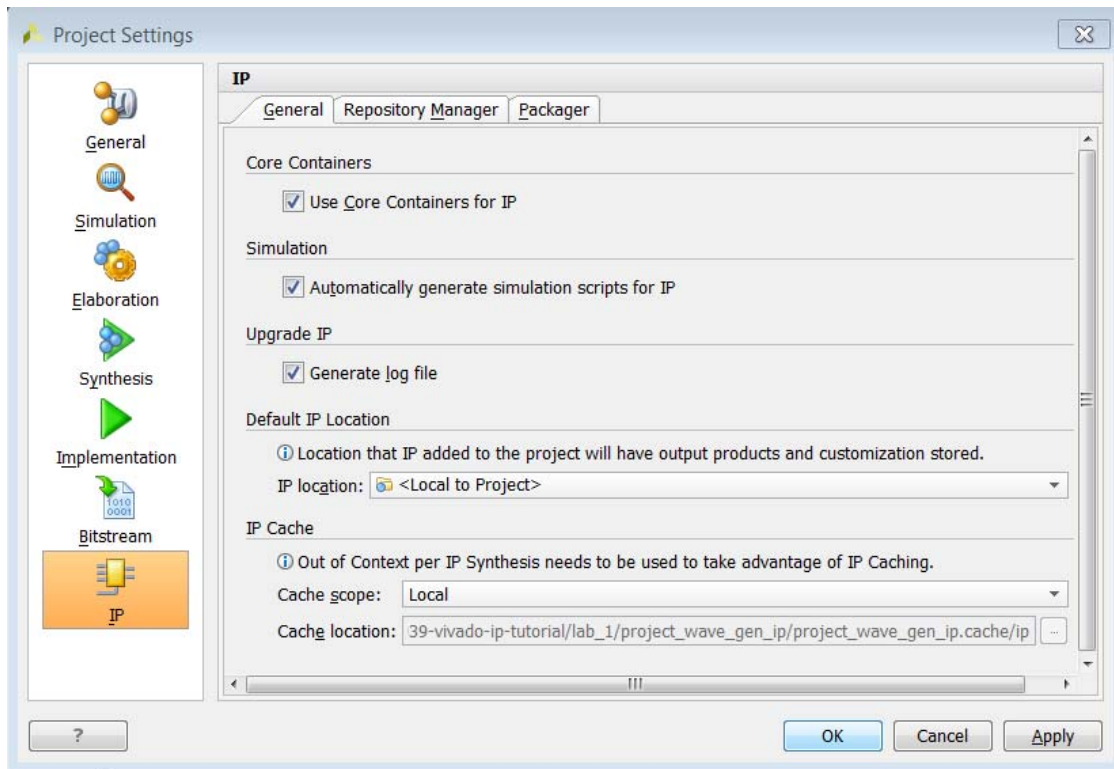 Project Settings
General
Simulation
Elaboration
Synthesis
Implementation
1010
0001
Bitstream
IP
IP
General Repository Manager Packager
Core Containers
Use Core Containers for IP
Simulation
Automatically generate simulation scripts for IP
Upgrade IP
Generate log file
Default IP Location
Location that IP added to the project will have output products and customization stored.
IP location: <Local to Project>
IP Cache
Out of Context per IP Synthesis needs to be used to take advantage of IP Caching.
Cache scope: Local
Cache location: 39-vivado-ip-tutorial/lab_1/project_wave_gen_ip/project_wave_gen_ip.cache/ip ...
? OK Cancel Apply